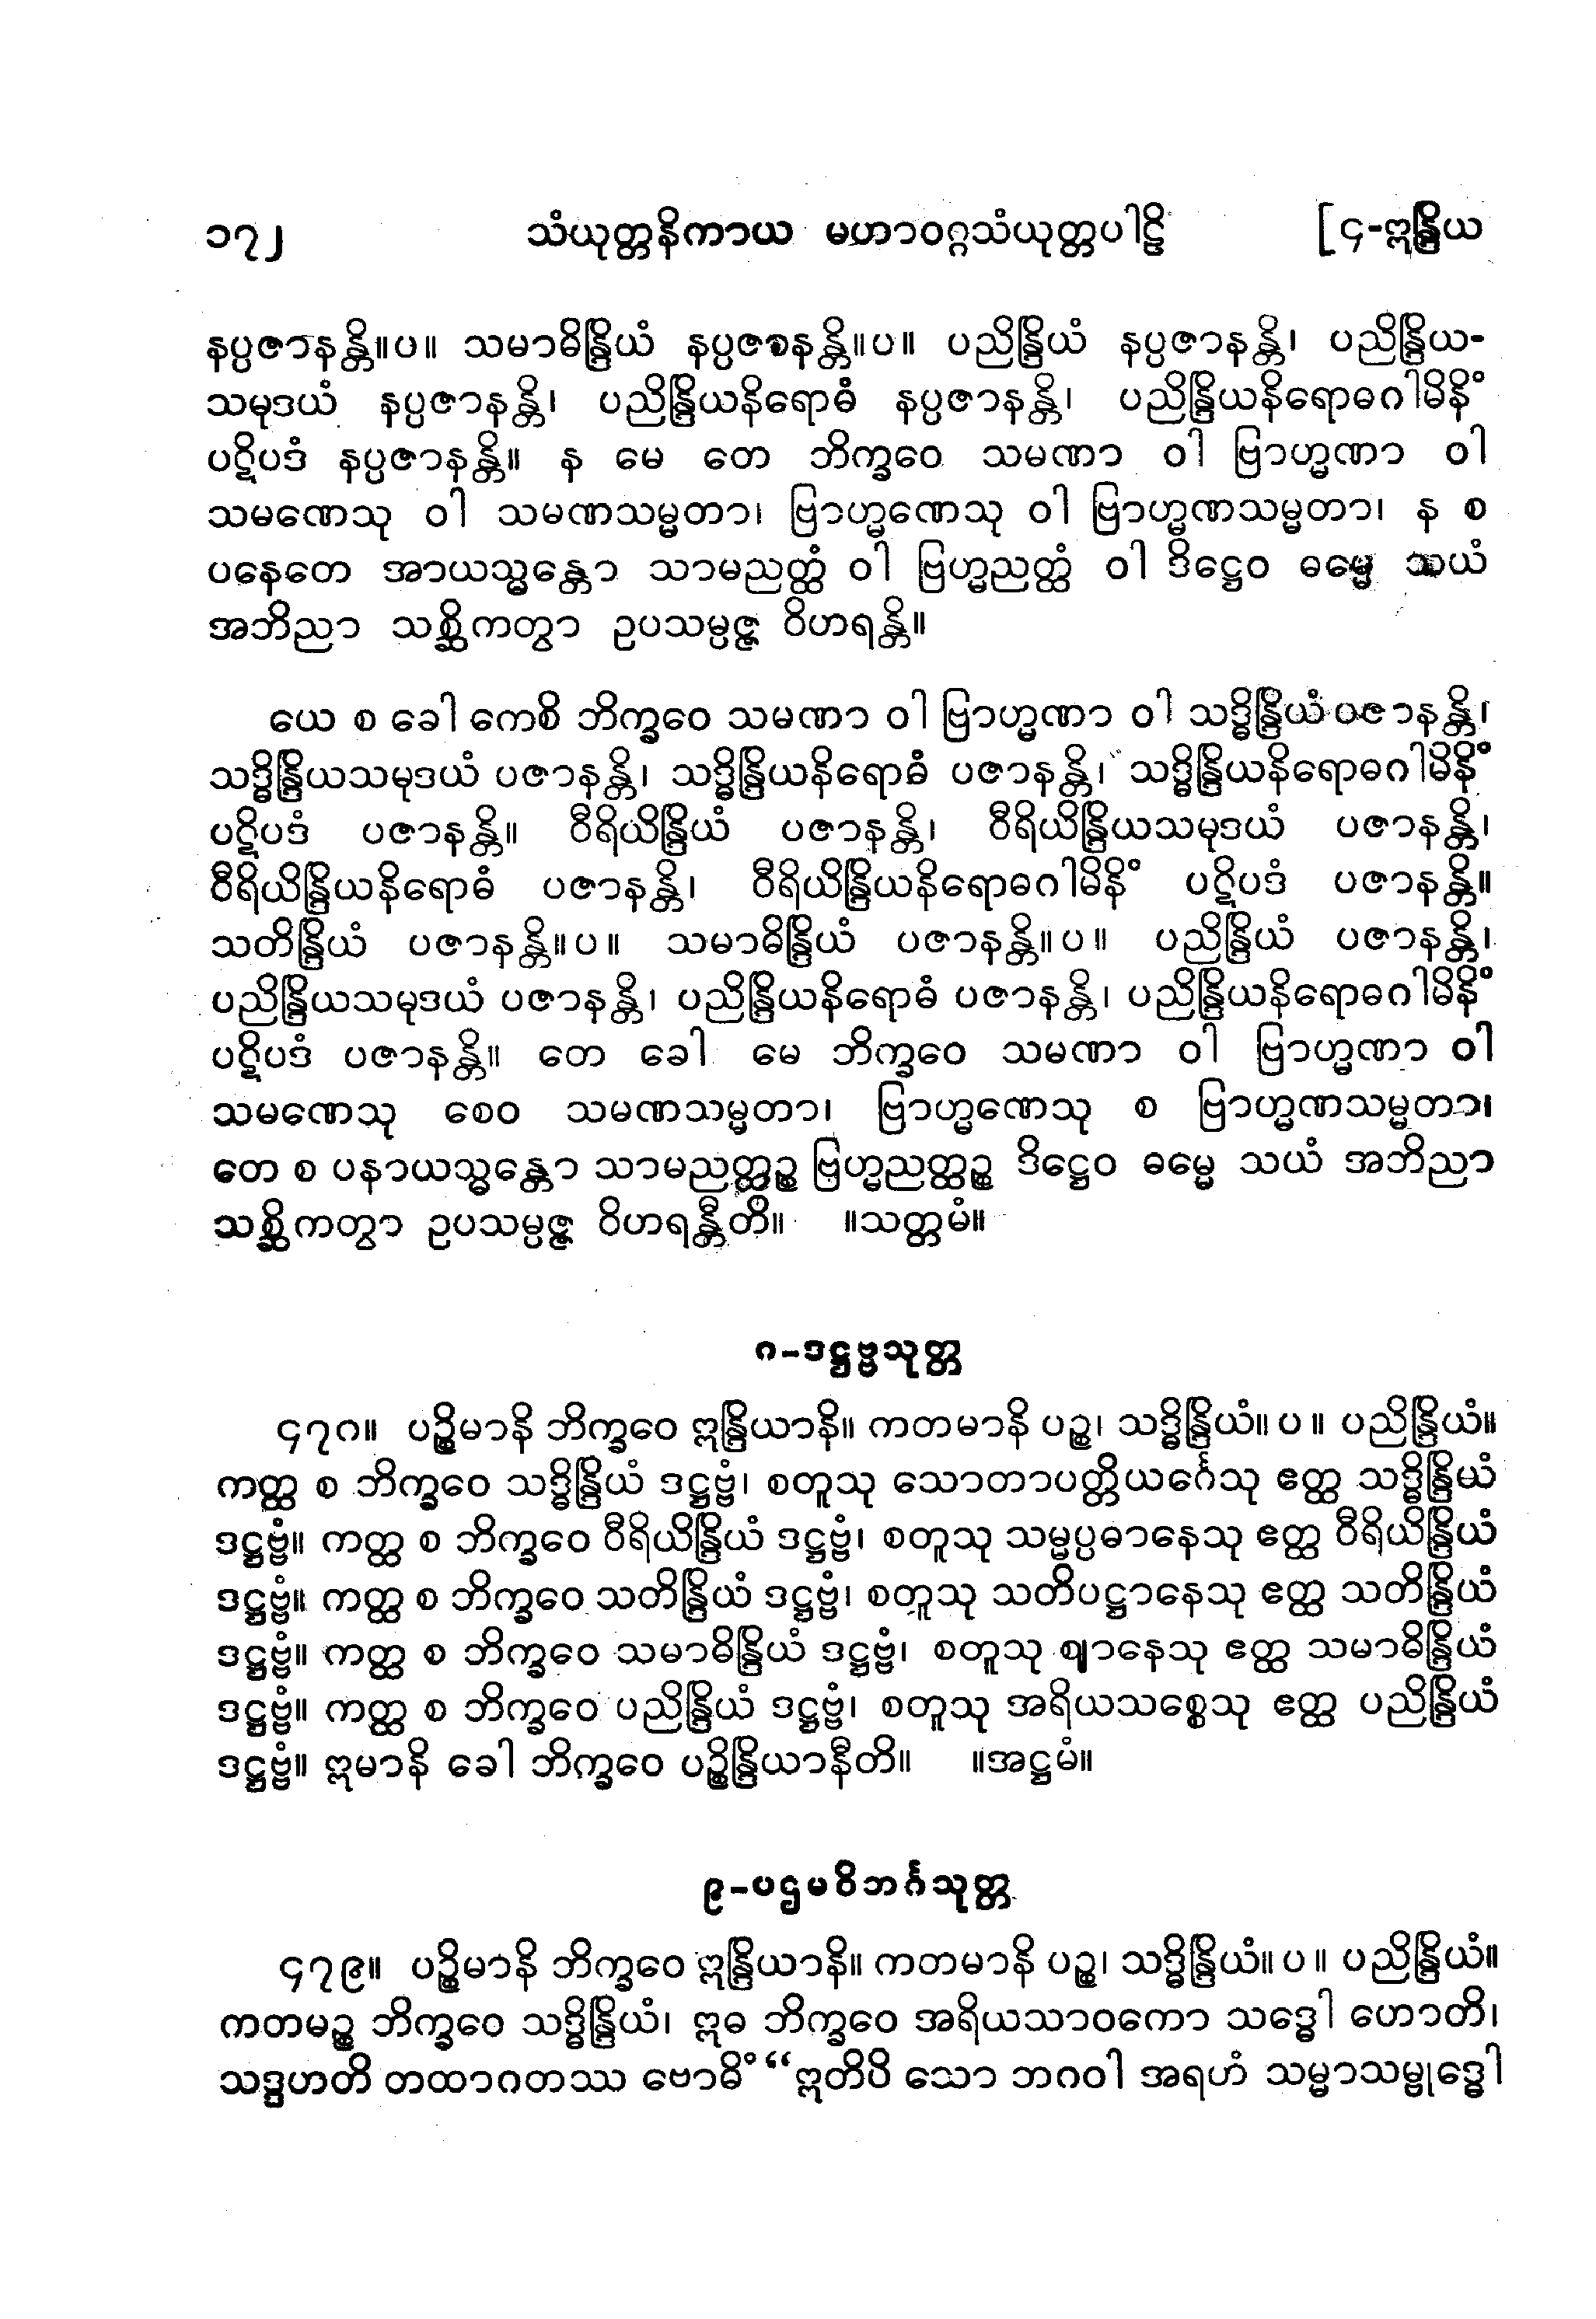 ၁၇၂ သံယုတ္တနိကာယ မဟာဝဂ္ဂသံယုတ္တပါဠိ [၄-ဣန္ဒြိယ
နပ္ပဇာနန္တိ။ပ။ သမာဓိန္ဒြိယံ နပ္ပဇာနန္တိ။ပ။ ပညိန္ဒြိယံ နပ္ပဇာနန္တိ၊ ပညိန္ဒြိယ-
သမုဒယံ နပ္ပဇာနန္တိ၊ ပညိန္ဒြိယနိရောဓံ နပ္ပဇာနန္တိ၊ ပညိန္ဒြိယနိရောဓဂါမိနိံ
ပဋိပဒံ နပ္ပဇာနန္တိ။ န မေ တေ ဘိက္ခဝေ သမဏာ ဝါ ဗြာဟ္မဏာ ဝါ
သမဏေသု ဝါ သမဏသမ္မတာ၊ ဗြာဟ္မဏေသု ဝါ ဗြာဟ္မဏသမ္မတာ၊ န စ
ပနေတေ အာယသ္မန္တော သာမညတ္ထံ ဝါ ဗြဟ္မညတ္ထံ ဝါ ဒိဋ္ဌေဝ ဓမ္မေ သယံ
အဘိညာ သစ္ဆိကတွာ ဥပသမ္ပဇ္ဇ ဝိဟရန္တိ။
ယေ စ ခေါ ကေစိ ဘိက္ခဝေ သမဏာ ဝါ ဗြာဟ္မဏာ ဝါ သဒ္ဓိန္ဒြိယံ ပဇာနန္တိ၊
သဒ္ဓိန္ဒြိယသမုဒယံ ပဇာနန္တိ၊ သဒ္ဓိန္ဒြိယနိရောဓံ ပဇာနန္တိ၊ သဒ္ဓိန္ဒြိယနိရောဓဂါမိနိံ
ပဋိပဒံ ပဇာနန္တိ။ ဝီရိယိန္ဒြိယံ ပဇာနန္တိ၊ ဝီရိယိန္ဒြိယသမုဒယံ ပဇာနန္တိ၊
ဝီရိယိန္ဒြိယနိရောဓံ ပဇာနန္တိ၊ ဝီရိယိန္ဒြိယနိရောဓဂါမိနိံ ပဋိပဒံ ပဇာနန္တိ။
သတိန္ဒြိယံ ပဇာနန္တိ။ပ။ သမာဓိန္ဒြိယံ ပဇာနန္တိ။ပ။ ပညိန္ဒြိယံ ပဇာနန္တိ၊
ပညိန္ဒြိယသမုဒယံ ပဇာနန္တိ၊ ပညိန္ဒြိယနိရောဓံ ပဇာနန္တိ၊ ပညိန္ဒြိယနိရောဓဂါမိနိံ
ပဋိပဒံ ပဇာနန္တိ။ တေ ခေါ မေ ဘိက္ခဝေ သမဏာ ဝါ ဗြာဟ္မဏာ ဝါ
သမဏေသု စေဝ သမဏသမ္မတာ၊ ဗြာဟ္မဏေသု စ ဗြာဟ္မဏသမ္မတာ၊
တေ စ ပနာယသ္မန္တော သာမညတ္ထဉ္စ ဗြဟ္မညတ္ထဉ္စ ဒိဋ္ဌေဝ ဓမ္မေ သယံ အဘိညာ
သစ္ဆိကတွာ ဥပသမ္ပဇ္ဇ ဝိဟရန္တီတိ။ ။သတ္တမံ။
၈-ဒဋ္ဌဗ္ဗသုတ္တ
၄၇၈။ ပဉ္စိမာနိ ဘိက္ခဝေ ဣန္ဒြိယာနိ။ ကတမာနိ ပဉ္စ၊ သဒ္ဓိန္ဒြိယံ။ ပ ။ ပညိန္ဒြိယံ။
ကတ္ထ စ ဘိက္ခဝေ သဒ္ဓိန္ဒြိယံ ဒဋ္ဌဗ္ဗံ၊ စတူသု သောတာပတ္တိယင်္ဂေသု ဧတ္ထ သဒ္ဓိန္ဒြိယံ
ဒဋ္ဌဗ္ဗံ။ ကတ္ထ စ ဘိက္ခဝေ ဝီရိယိန္ဒြိယံ ဒဋ္ဌဗ္ဗံ၊ စတူသု သမ္မပ္ပဓာနေသု ဧတ္ထ ဝီရိယိန္ဒြိယံ
ဒဋ္ဌဗ္ဗံ။ ကတ္ထ စ ဘိက္ခဝေ သတိန္ဒြိယံ ဒဋ္ဌဗ္ဗံ၊ စတူသု သတိပဋ္ဌာနေသု ဧတ္ထ သတိန္ဒြိယံ
ဒဋ္ဌဗ္ဗံ။ ကတ္ထ စ ဘိက္ခဝေ သမာဓိန္ဒြိယံ ဒဋ္ဌဗ္ဗံ၊ စတူသု ဈာနေသု ဧတ္ထ သမာဓိန္ဒြိယံ
ဒဋ္ဌဗ္ဗံ။ ကတ္ထ စ ဘိက္ခဝေ ပညိန္ဒြိယံ ဒဋ္ဌဗ္ဗံ၊ စတူသု အရိယသစ္စေသု ဧတ္ထ ပညိန္ဒြိယံ
ဒဋ္ဌဗ္ဗံ။ ဣမာနိ ခေါ ဘိက္ခဝေ ပဉ္စိန္ဒြိယာနီတိ။ ။အဋ္ဌမံ။
၉-ပဌမဝိဘင်္ဂသုတ္တ
၄၇၉။ ပဉ္စိမာနိ ဘိက္ခဝေ ဣန္ဒြိယာနိ။ ကတမာနိ ပဉ္စ၊ သဒ္ဓိန္ဒြိယံ။ ပ ။ ပညိန္ဒြိယံ။
ကတမဉ္စ ဘိက္ခဝေ သဒ္ဓိန္ဒြိယံ၊ ဣဓ ဘိက္ခဝေ အရိယသာဝကော သဒ္ဓေါ ဟောတိ၊
သဒ္ဒဟတိ တထာဂတဿ ဗောဓိံ “ဣတိပိ သော ဘဂဝါ အရဟံ သမ္မာသမ္ဗုဒ္ဓေါ